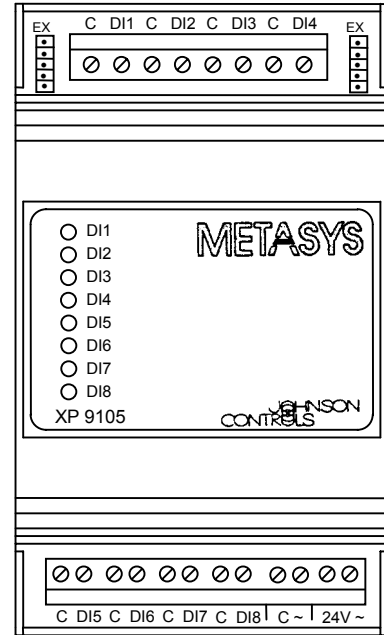 EX C DI1 C DI2 C DI3 C DI4 EX
METASYS
DI1
DI2
DI3
DI4
DI5
DI6
DI7
DI8
XP 9105
JOHNSON
CONTROLS
C DI5 C DI6 C DI7 C DI8 C ~ 24V ~